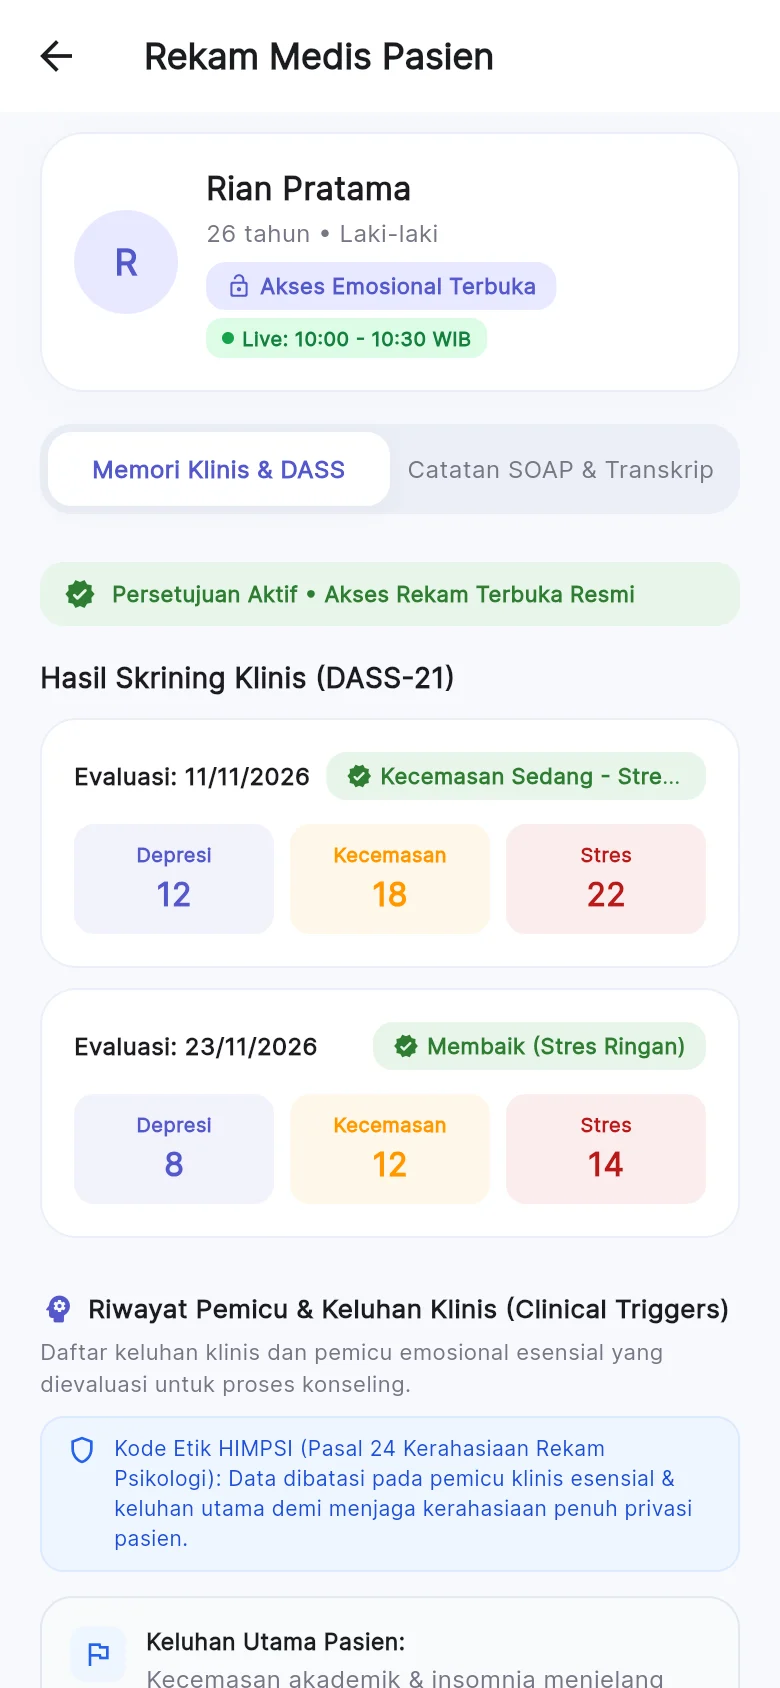 Rekam Medis Pasien
Rian Pratama
26 tahun • Laki-laki
R
Akses Emosional Terbuka
Live: 10:00 - 10:30 WIB
Memori Klinis & DASS
Catatan SOAP & Transkrip
Persetujuan Aktif • Akses Rekam Terbuka Resmi
Hasil Skrining Klinis (DASS-21)
Evaluasi: 11/11/2026
Kecemasan Sedang - Stre...
Depresi
12
Kecemasan
18
Stres
22
Evaluasi: 23/11/2026
Membaik (Stres Ringan)
Depresi
8
Kecemasan
12
Stres
14
Riwayat Pemicu & Keluhan Klinis (Clinical Triggers)
Daftar keluhan klinis dan pemicu emosional esensial yang
dievaluasi untuk proses konseling.
Kode Etik HIMPSI (Pasal 24 Kerahasiaan Rekam
Psikologi): Data dibatasi pada pemicu klinis esensial &
keluhan utama demi menjaga kerahasiaan penuh privasi
pasien.
Keluhan Utama Pasien:
Kecemasan akademik & insomnia menjelang